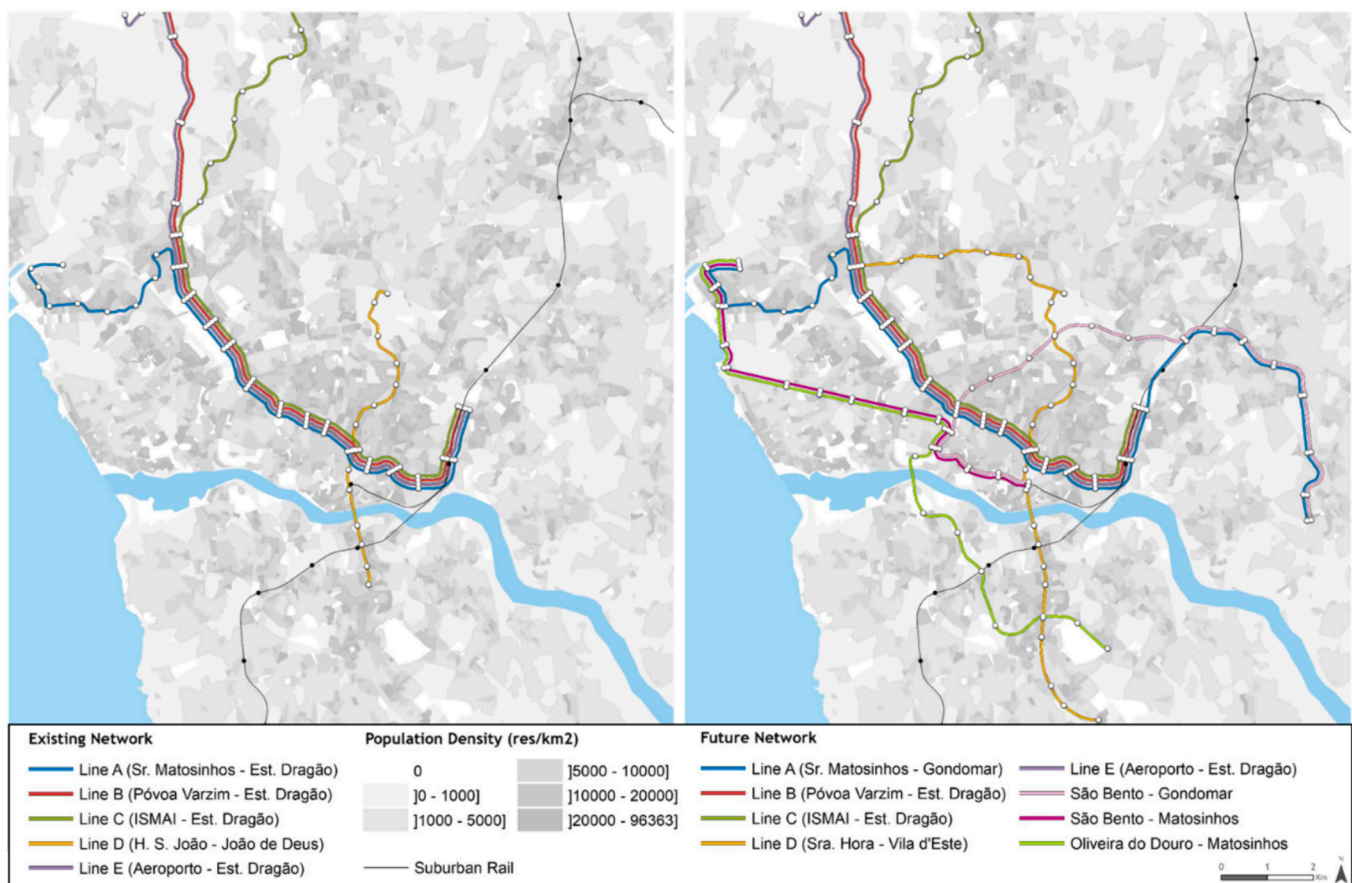 Existing Network
Line A (Sr. Matosinhos - Est. Dragão)
Line B (Póvoa Varzim - Est. Dragão)
Line C (ISMAI - Est. Dragão)
Line D (H. S. João - João de Deus)
Line E (Aeroporto - Est. Dragão)
Population Density (res/km2)
0
]0 - 1000]
]1000 - 5000]
]5000 - 10000]
]10000 - 20000]
]20000 - 96363]
Suburban Rail
Future Network
Line A (Sr. Matosinhos - Gondomar)
Line B (Póvoa Varzim - Est. Dragão)
Line C (ISMAI - Est. Dragão)
Line D (Sra. Hora - Vila d'Este)
Line E (Aeroporto - Est. Dragão)
São Bento - Gondomar
São Bento - Matosinhos
Oliveira do Douro - Matosinhos
0 1 2
Km
N